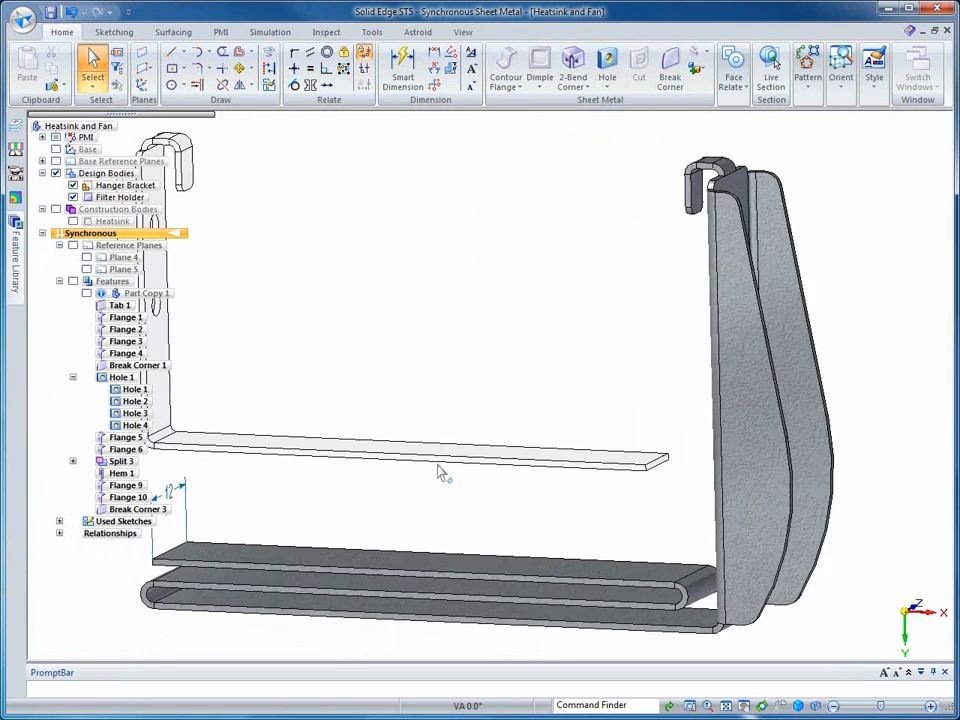 Solid Edge ST5 - Synchronous Sheet Metal - [Heatsink and Fan]
Home Sketching Surfacing PMI Simulation Inspect Tools Astroid View
Paste
Select
Smart Dimension
Contour Flange
Dimple
2-Bend Corner
Hole
Cut
Break Corner
Face Relate
Live Section
Pattern
Orient
Style
Switch Windows
Clipboard Select Planes Draw Relate Dimension Sheet Metal Section Window
Feature Library
Heatsink and Fan
PMI
Base
Base Reference Planes
Design Bodies
Hanger Bracket
Filter Holder
Construction Bodies
Heatsink
Synchronous
Reference Planes
Plane 4
Plane 5
Features
Part Copy 1
Tab 1
Flange 1
Flange 2
Flange 3
Flange 4
Break Corner 1
Hole 1
Hole 1
Hole 2
Hole 3
Hole 4
Flange 5
Flange 6
Split 3
Hem 1
Flange 9
Flange 10
Break Corner 3
Used Sketches
Relationships
12
Z
X
Y
PromptBar
VA 0.0°
Command Finder